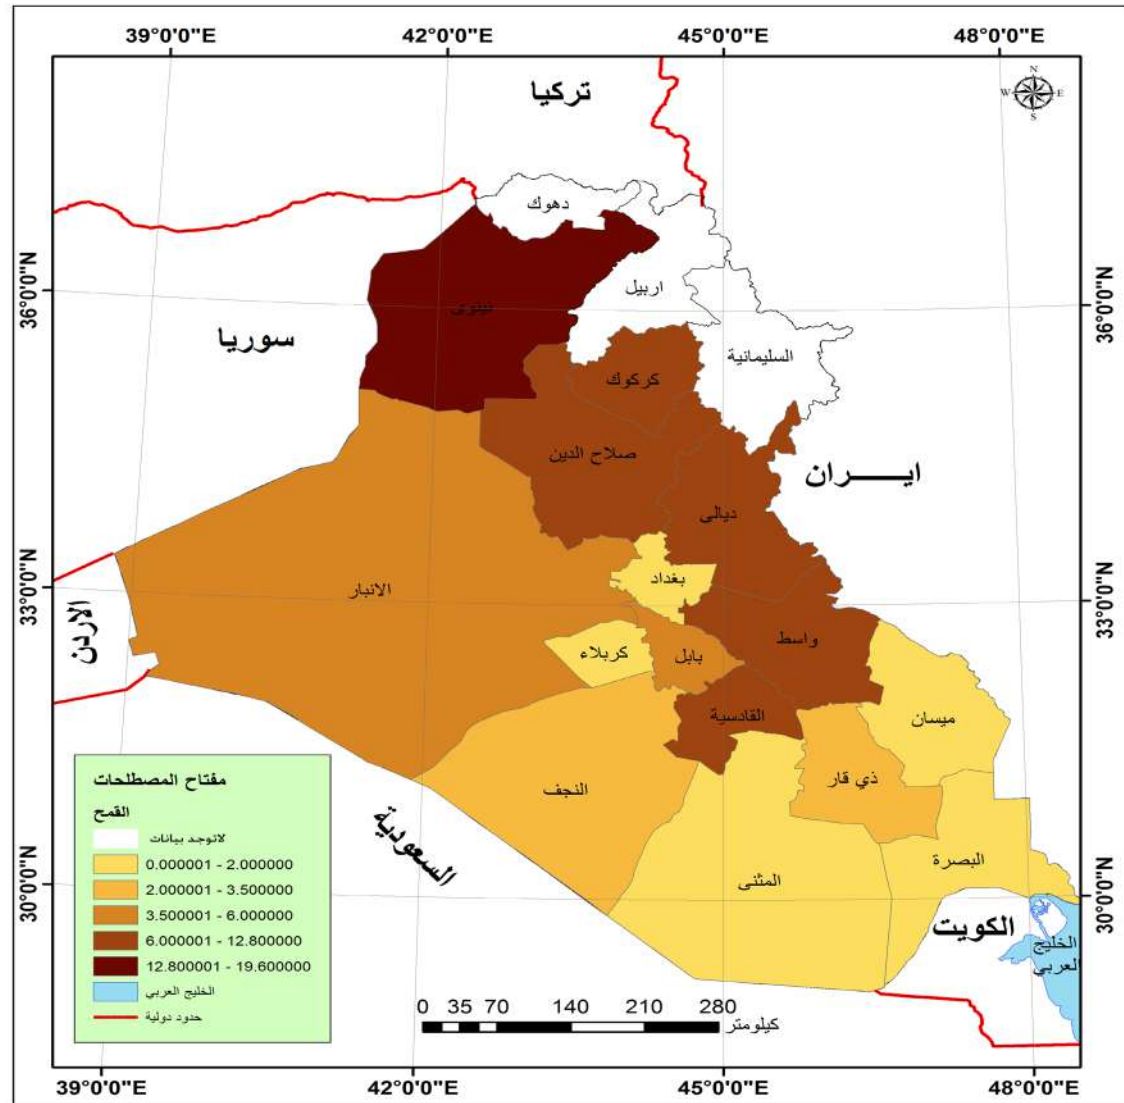 39°0'0"E 42°0'0"E 45°0'0"E 48°0'0"E
N
W E
S
تركيا
دهوك
36°0'0"N
اربيل
36°0'0"N
نينوى
سوريا
السليمانية
كركوك
صلاح الدين
ايـــــران
ديالى
33°0'0"N
بغداد
الانبار
33°0'0"N
الاردن
واسط
كربلاء
بابل
القادسية
ميسان
النجف
ذي قار
السعودية
المثنى
البصرة
30°0'0"N
30°0'0"N
الكويت
الخليج
العربي
مفتاح المصطلحات
القمح
لاتوجد بيانات
0.000001 - 2.000000
2.000001 - 3.500000
3.500001 - 6.000000
6.000001 - 12.800000
12.800001 - 19.600000
الخليج العربي
حدود دولية
0 35 70 140 210 280
كيلومتر
39°0'0"E 42°0'0"E 45°0'0"E 48°0'0"E